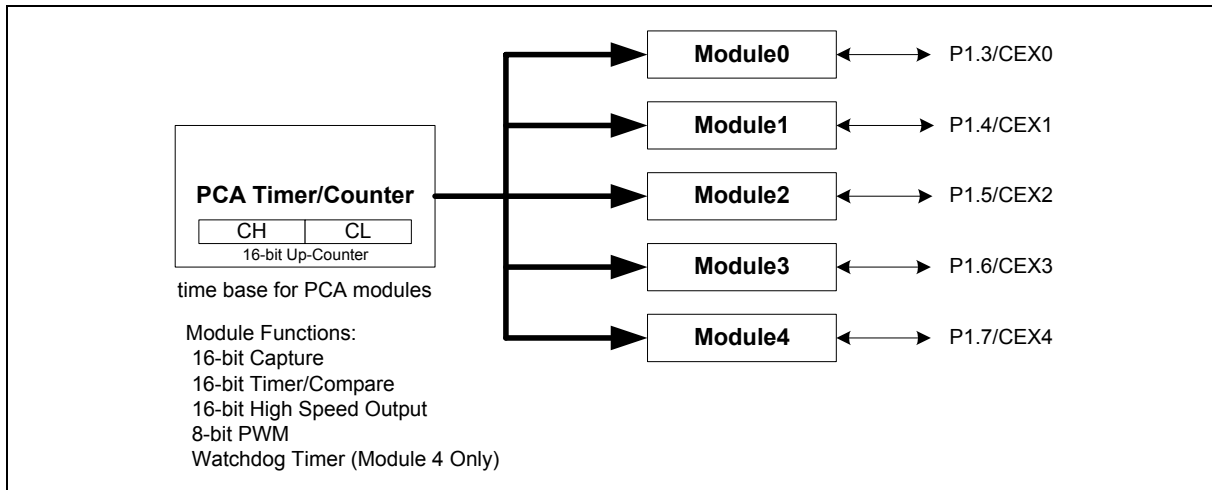 Module0
P1.3/CEX0
Module1
P1.4/CEX1
PCA Timer/Counter
CH
CL
16-bit Up-Counter
Module2
P1.5/CEX2
Module3
P1.6/CEX3
time base for PCA modules
Module4
P1.7/CEX4
Module Functions:
16-bit Capture
16-bit Timer/Compare
16-bit High Speed Output
8-bit PWM
Watchdog Timer (Module 4 Only)